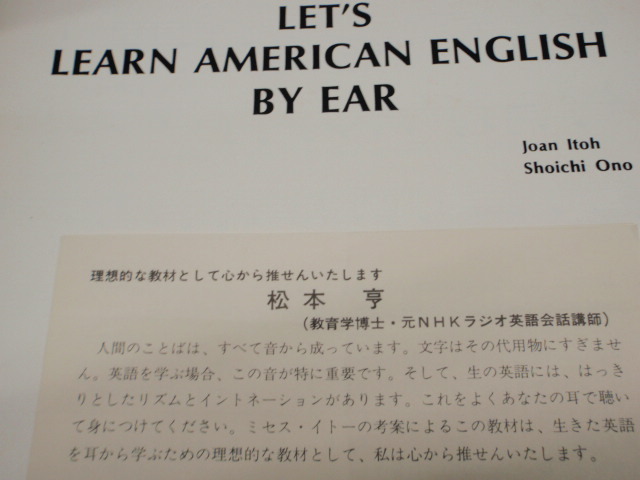 LET'S
LEARN AMERICAN ENGLISH
BY EAR
Joan Itoh
Shoichi Ono
理想的な教材として心から推せんいたします
松本 亨
(教育学博士・元NHKラジオ英語会話講師)
人間のことばは、すべて音から成っています。文字はその代用物にすぎませ
ん。英語を学ぶ場合、この音が特に重要です。そして、生の英語には、はっき
りとしたリズムとイントネーションがあります。これをよくあなたの耳で聴い
て身につけてください。ミセス・イトーの考案によるこの教材は、生きた英語
を耳から学ぶための理想的な教材として、私は心から推せんいたします。